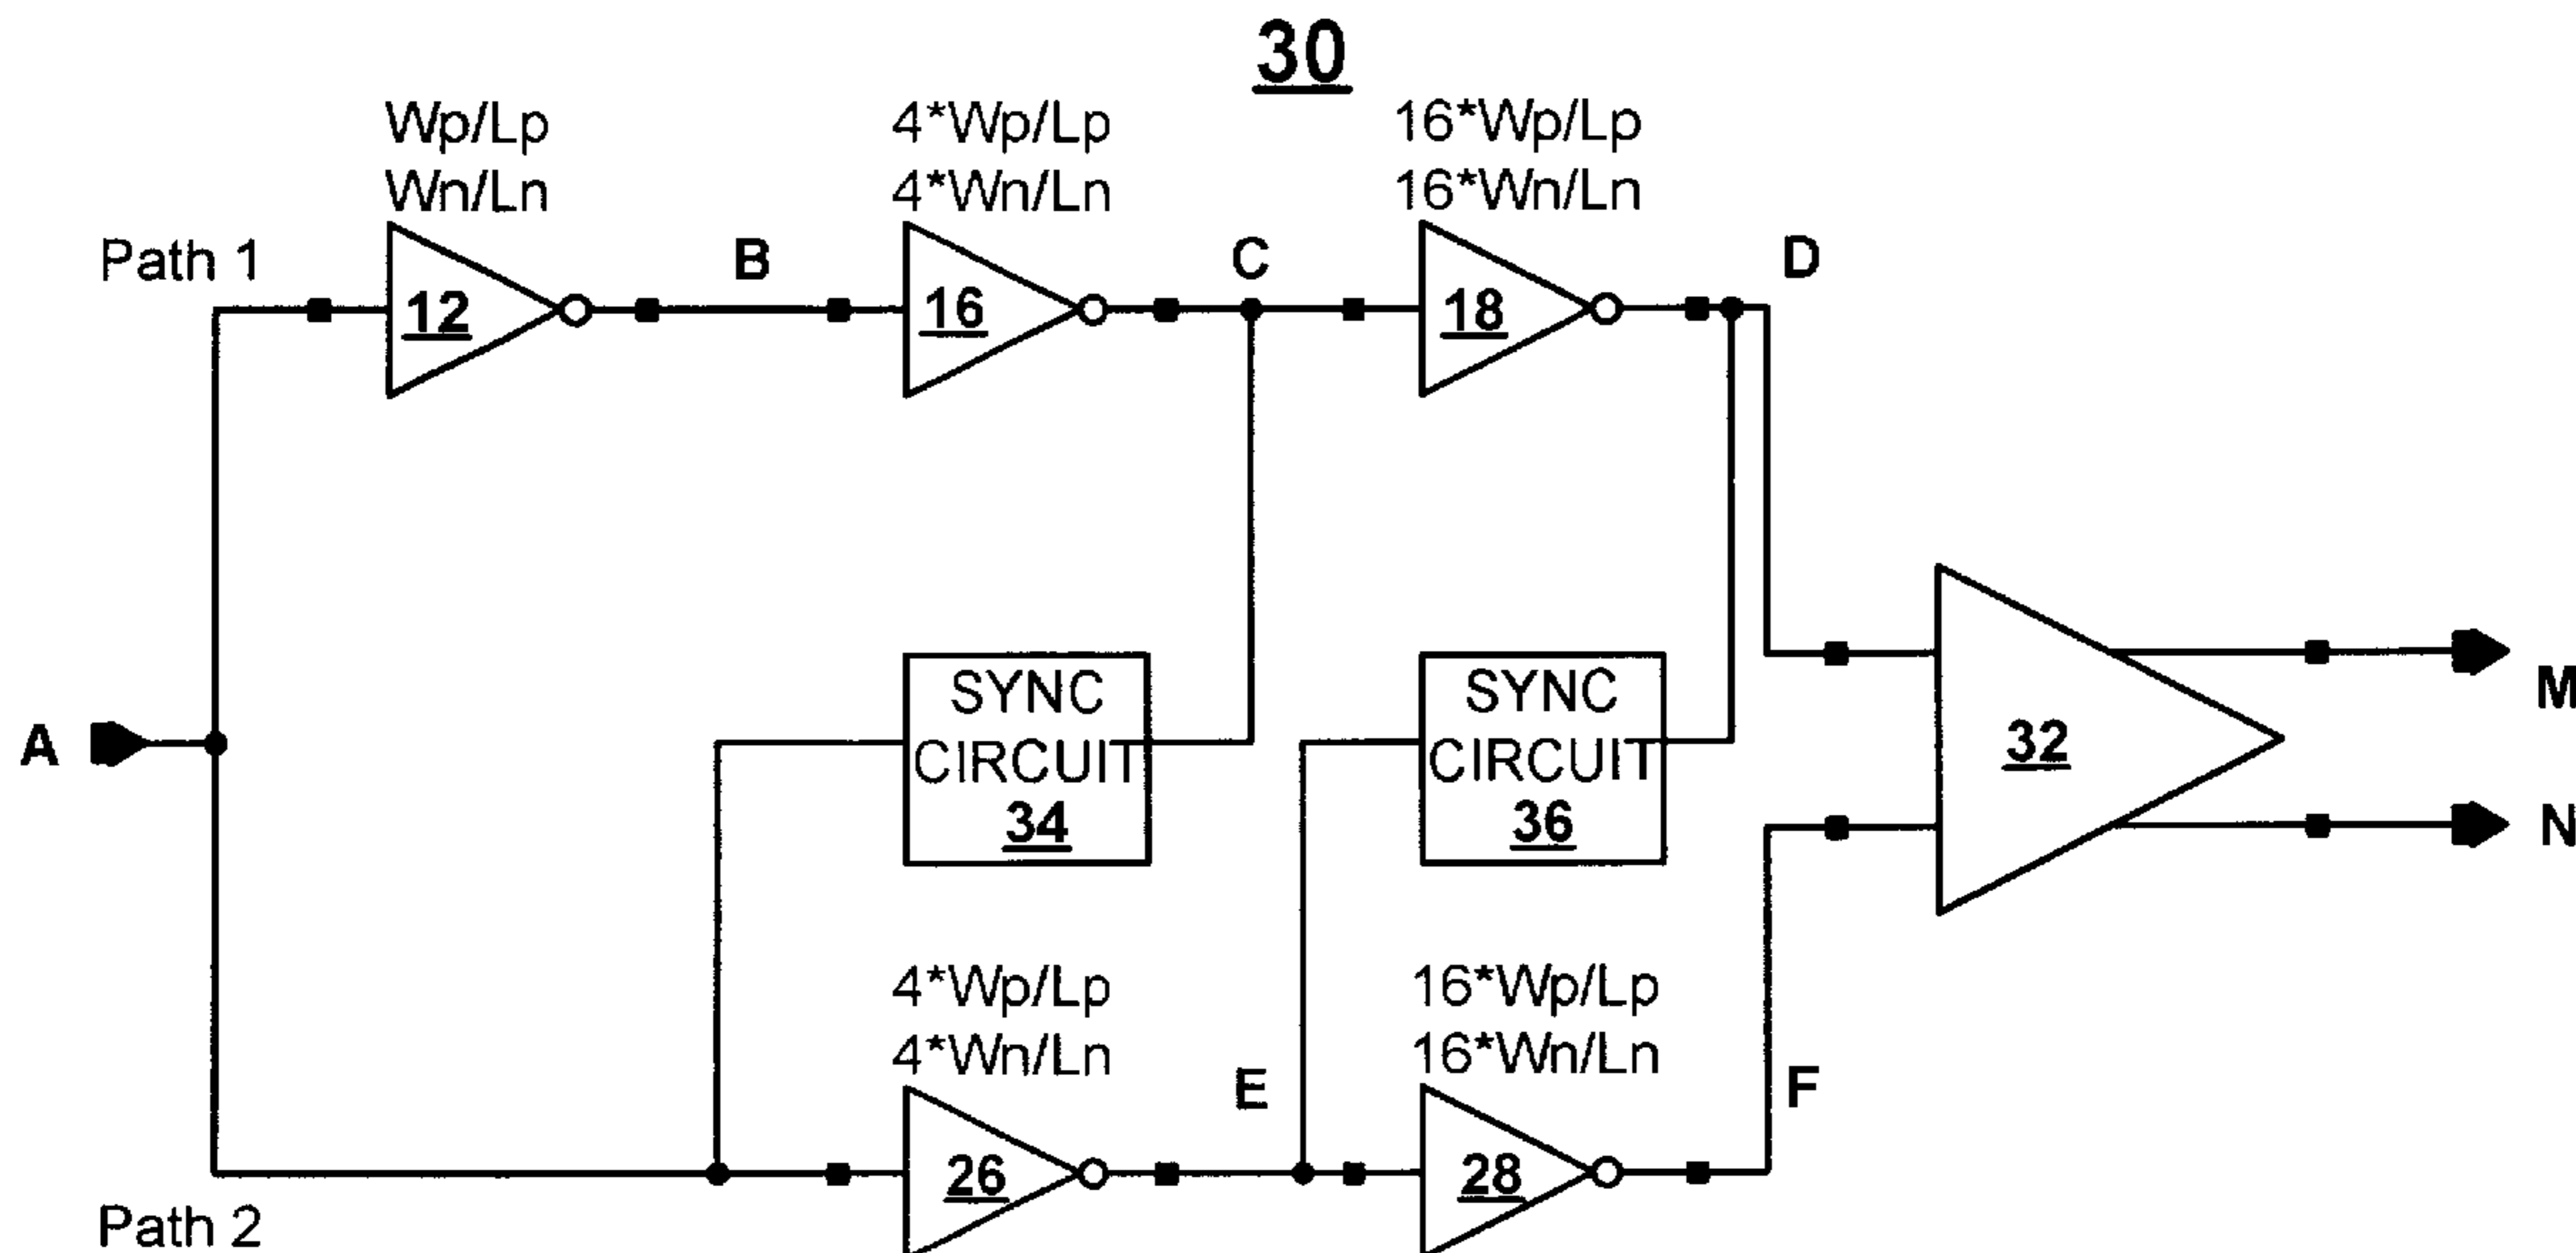 30
Wp/Lp
Wn/Ln
4*Wp/Lp
4*Wn/Ln
16*Wp/Lp
16*Wn/Ln
Path 1
B
C
D
12
16
18
A
SYNC
CIRCUIT
34
SYNC
CIRCUIT
36
32
M
N
4*Wp/Lp
4*Wn/Ln
16*Wp/Lp
16*Wn/Ln
E
F
26
28
Path 2